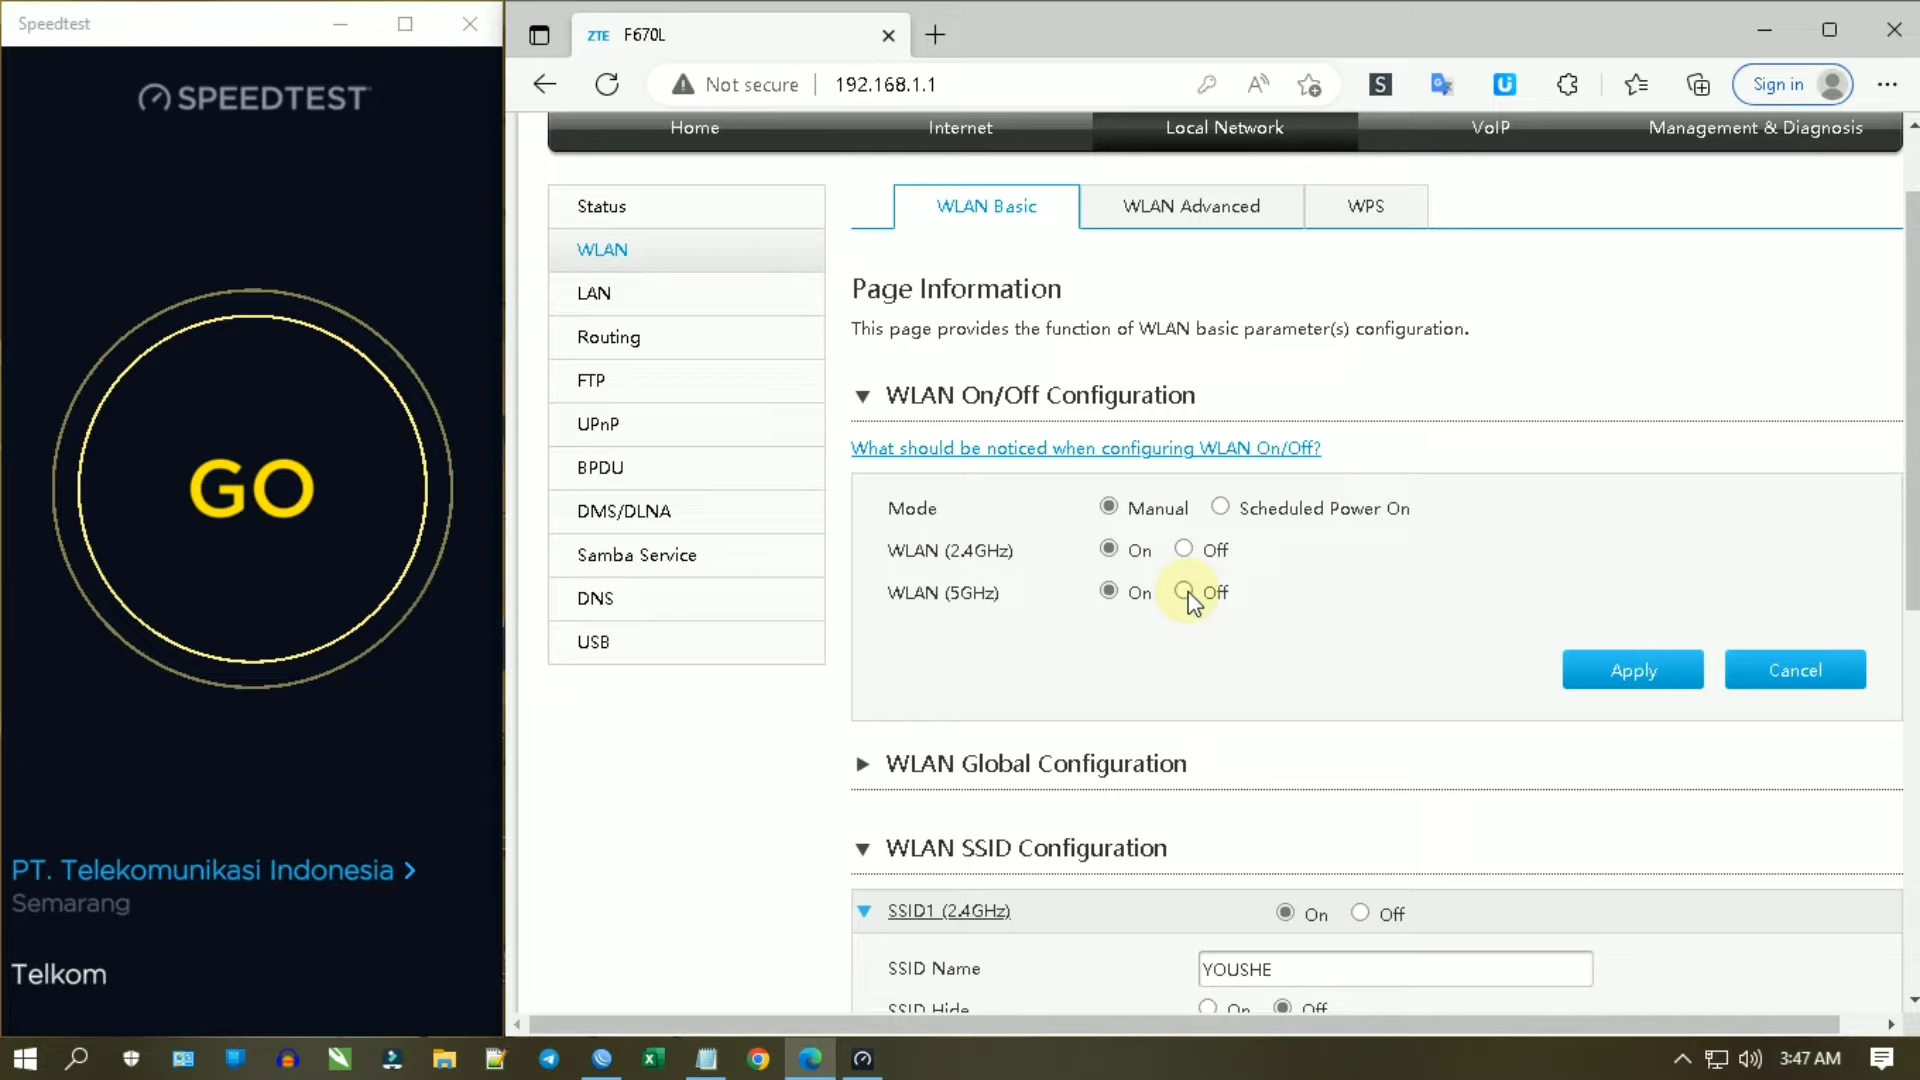 Speedtest
SPEEDTEST
GO
PT. Telekomunikasi Indonesia >
Semarang
Telkom
ZTE F670L
Not secure
192.168.1.1
Sign in
Home
Internet
Local Network
VoIP
Management & Diagnosis
Status
WLAN
LAN
Routing
FTP
UPnP
BPDU
DMS/DLNA
Samba Service
DNS
USB
WLAN Basic
WLAN Advanced
WPS
Page Information
This page provides the function of WLAN basic parameter(s) configuration.
WLAN On/Off Configuration
What should be noticed when configuring WLAN On/Off?
Mode Manual Scheduled Power On
WLAN (2.4GHz) On Off
WLAN (5GHz) On Off
Apply Cancel
WLAN Global Configuration
WLAN SSID Configuration
SSID1 (2.4GHz) On Off
SSID Name YOUSHE
SSID Hide On Off
3:47 AM